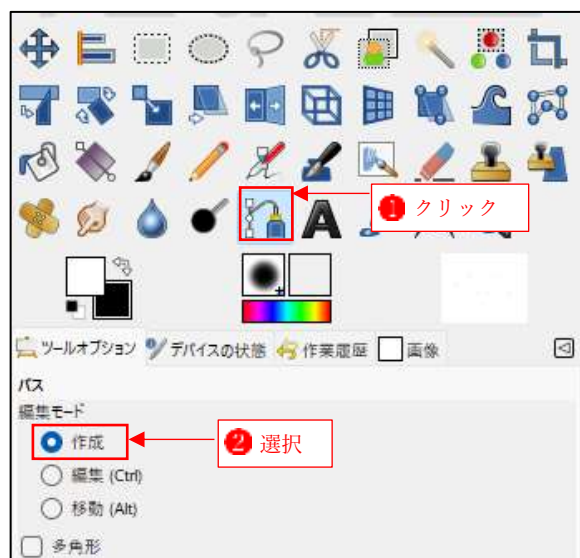 ❶ クリック
A
ツールオプション デバイスの状態 作業履歴 画像
パス
編集モード
作成
❷ 選択
編集 (Ctrl)
移動 (Alt)
多角形